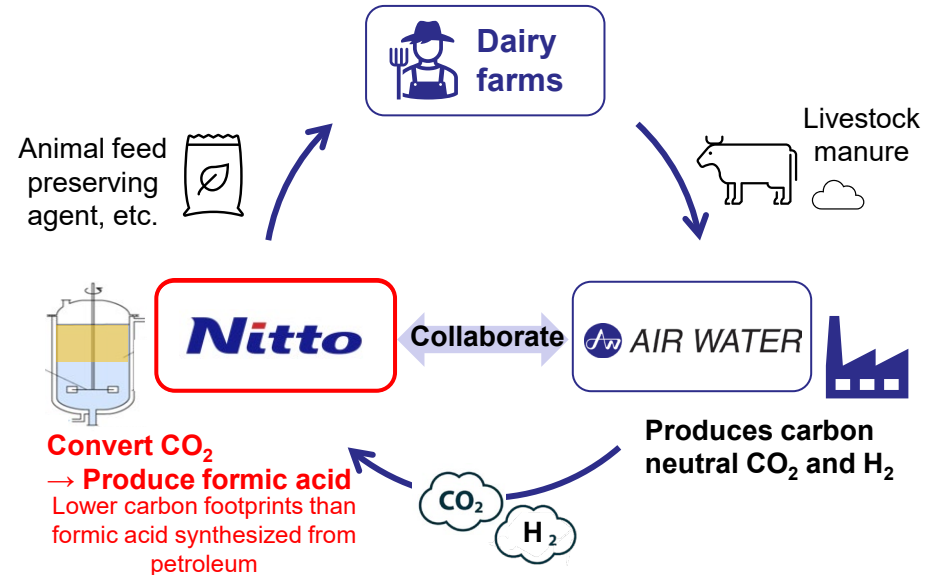 Dairy
farms
Animal feed
preserving
agent, etc.
Livestock
manure
Nitto
Collaborate
AIR WATER
Convert CO₂
→ Produce formic acid
Lower carbon footprints than
formic acid synthesized from
petroleum
Produces carbon
neutral CO₂ and H₂
CO₂
H₂